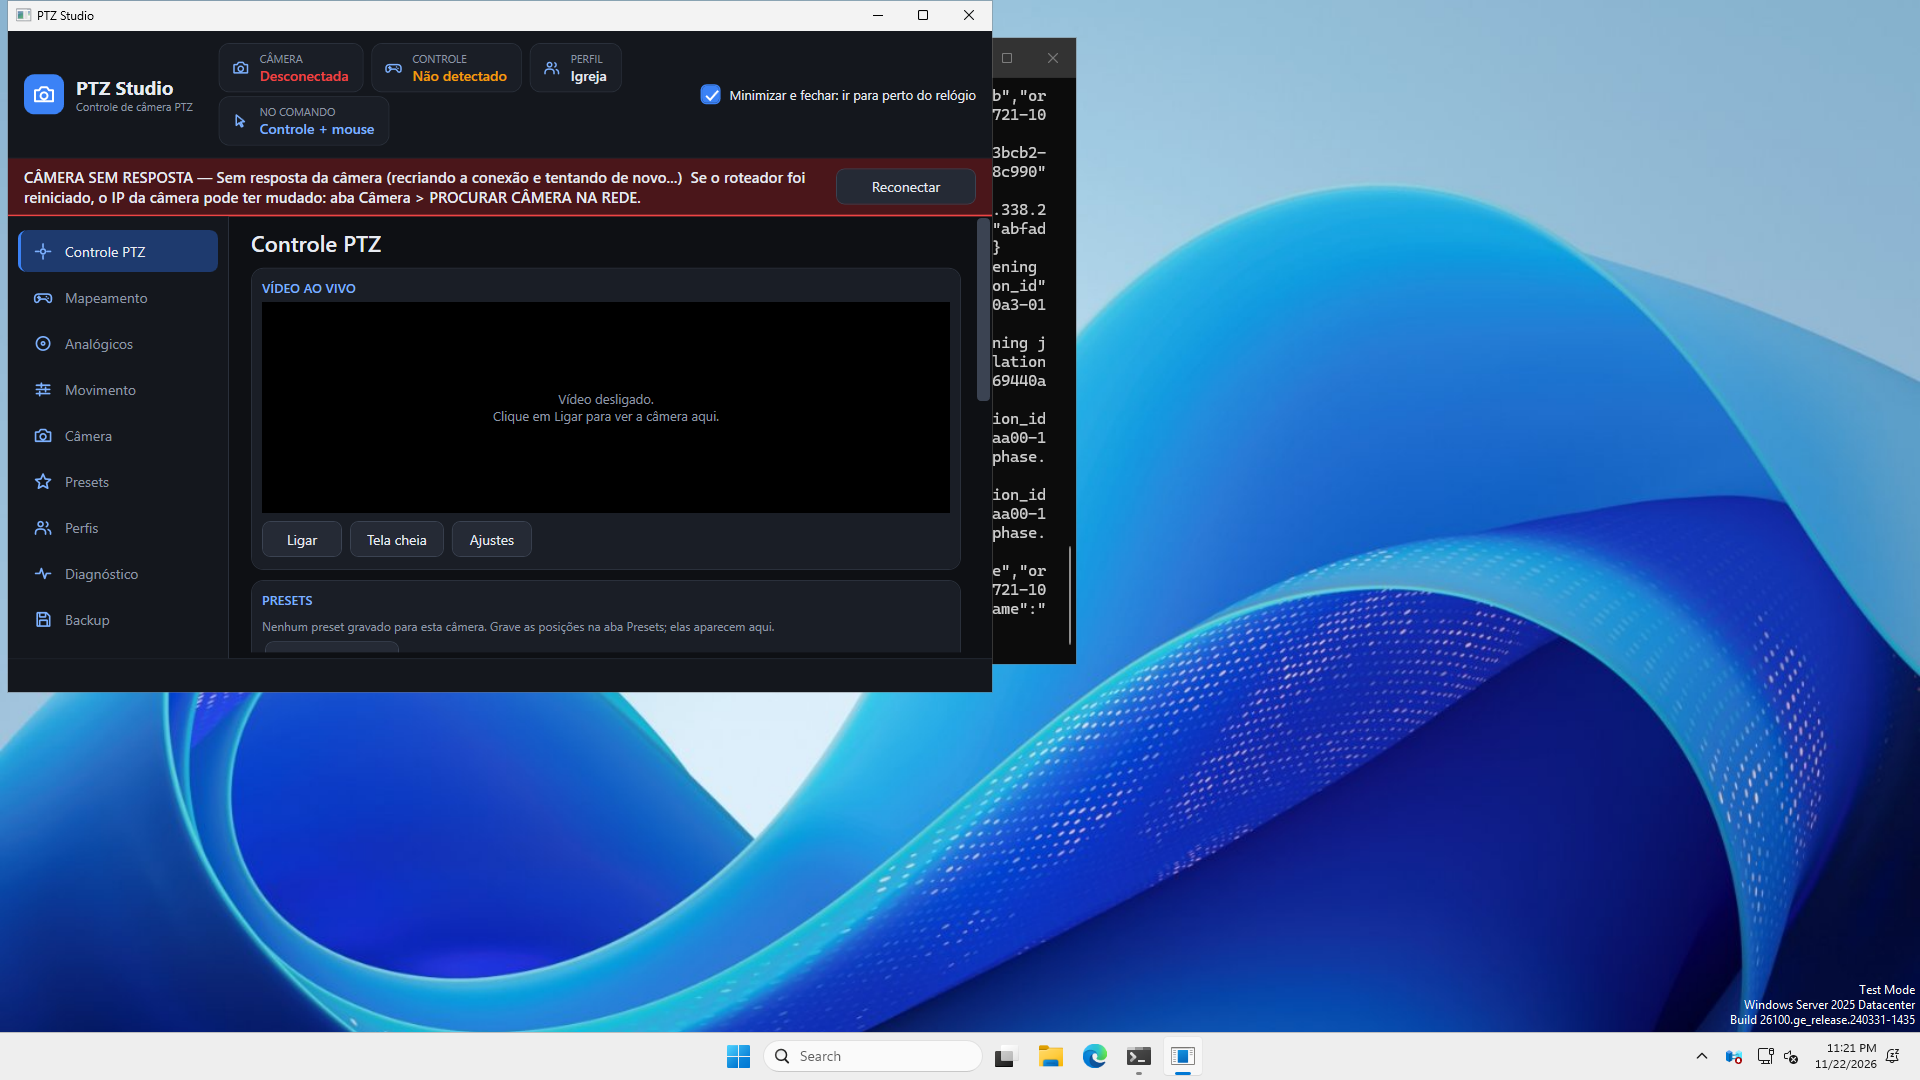 PTZ Studio
PTZ Studio
Controle de câmera PTZ
CÂMERA
Desconectada
CONTROLE
Não detectado
PERFIL
Igreja
NO COMANDO
Controle + mouse
Minimizar e fechar: ir para perto do relógio
CÂMERA SEM RESPOSTA — Sem resposta da câmera (recriando a conexão e tentando de novo...)  Se o roteador foi
reiniciado, o IP da câmera pode ter mudado: aba Câmera > PROCURAR CÂMERA NA REDE.
Reconectar
Controle PTZ
Mapeamento
Analógicos
Movimento
Câmera
Presets
Perfis
Diagnóstico
Backup
Controle PTZ
VÍDEO AO VIVO
Vídeo desligado.
Clique em Ligar para ver a câmera aqui.
Ligar
Tela cheia
Ajustes
PRESETS
Nenhum preset gravado para esta câmera. Grave as posições na aba Presets; elas aparecem aqui.
b","or
721-10
3bcb2-
8c990"
.338.2
"abfad
}
ening
on_id"
0a3-01
ning j
lation
69440a
ion_id
aa00-1
phase.
ion_id
aa00-1
phase.
e","or
721-10
ame":"
Test Mode
Windows Server 2025 Datacenter
Build 26100.ge_release.240331-1435
Search
11:21 PM
11/22/2026